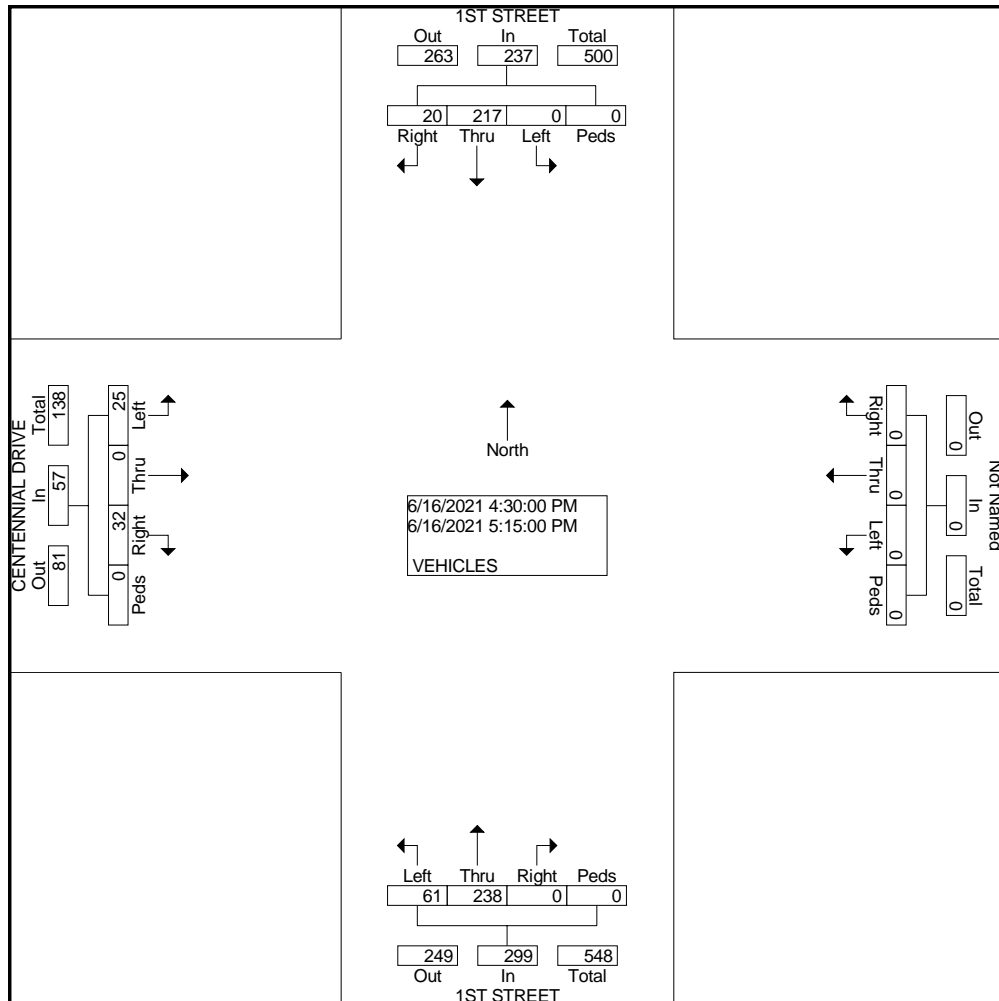 1ST STREET
Out In Total
263 237 500
20 217 0 0
Right Thru Left Peds
CENTENNIAL DRIVE
Total In Out
138 57 81
25 0 32 0
Left Thru Right Peds
North
6/16/2021 4:30:00 PM
6/16/2021 5:15:00 PM
VEHICLES
Right Thru Left Peds
0 0 0 0
Out In Total
0 0 0
Not Named
Left Thru Right Peds
61 238 0 0
249 299 548
Out In Total
1ST STREET